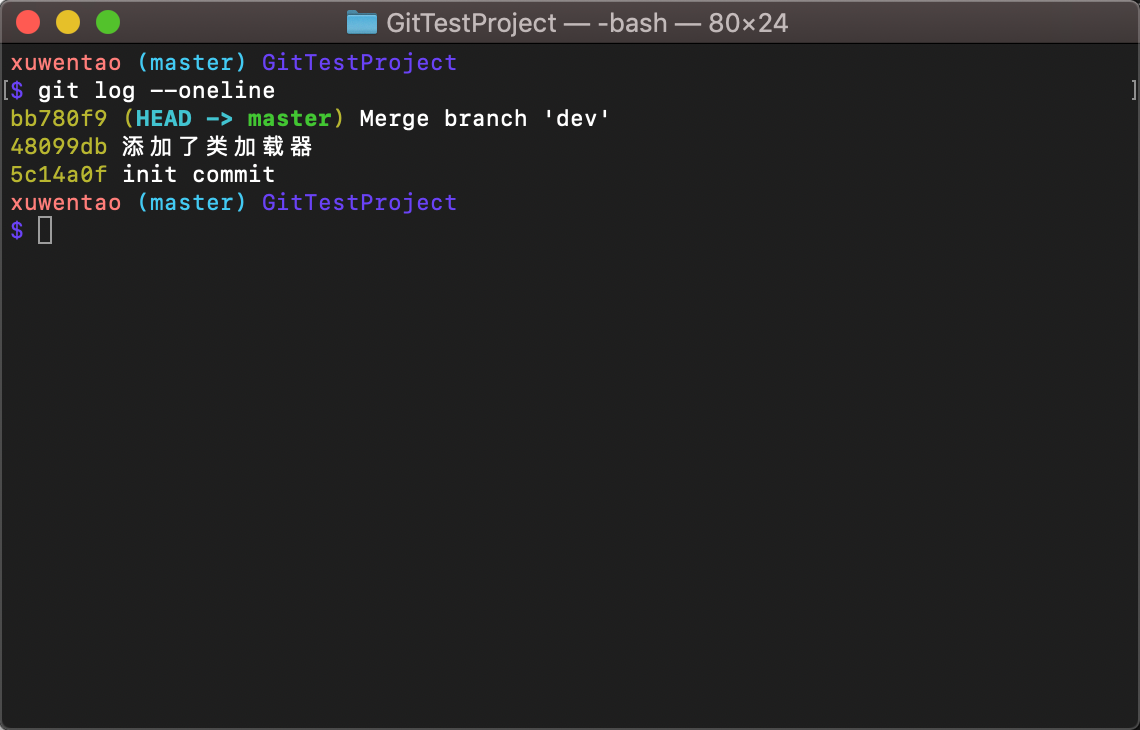 GitTestProject — -bash — 80×24
xuwentao (master) GitTestProject
[$ git log --oneline ]
bb780f9 (HEAD -> master) Merge branch 'dev'
48099db 添加了类加载器
5c14a0f init commit
xuwentao (master) GitTestProject
$